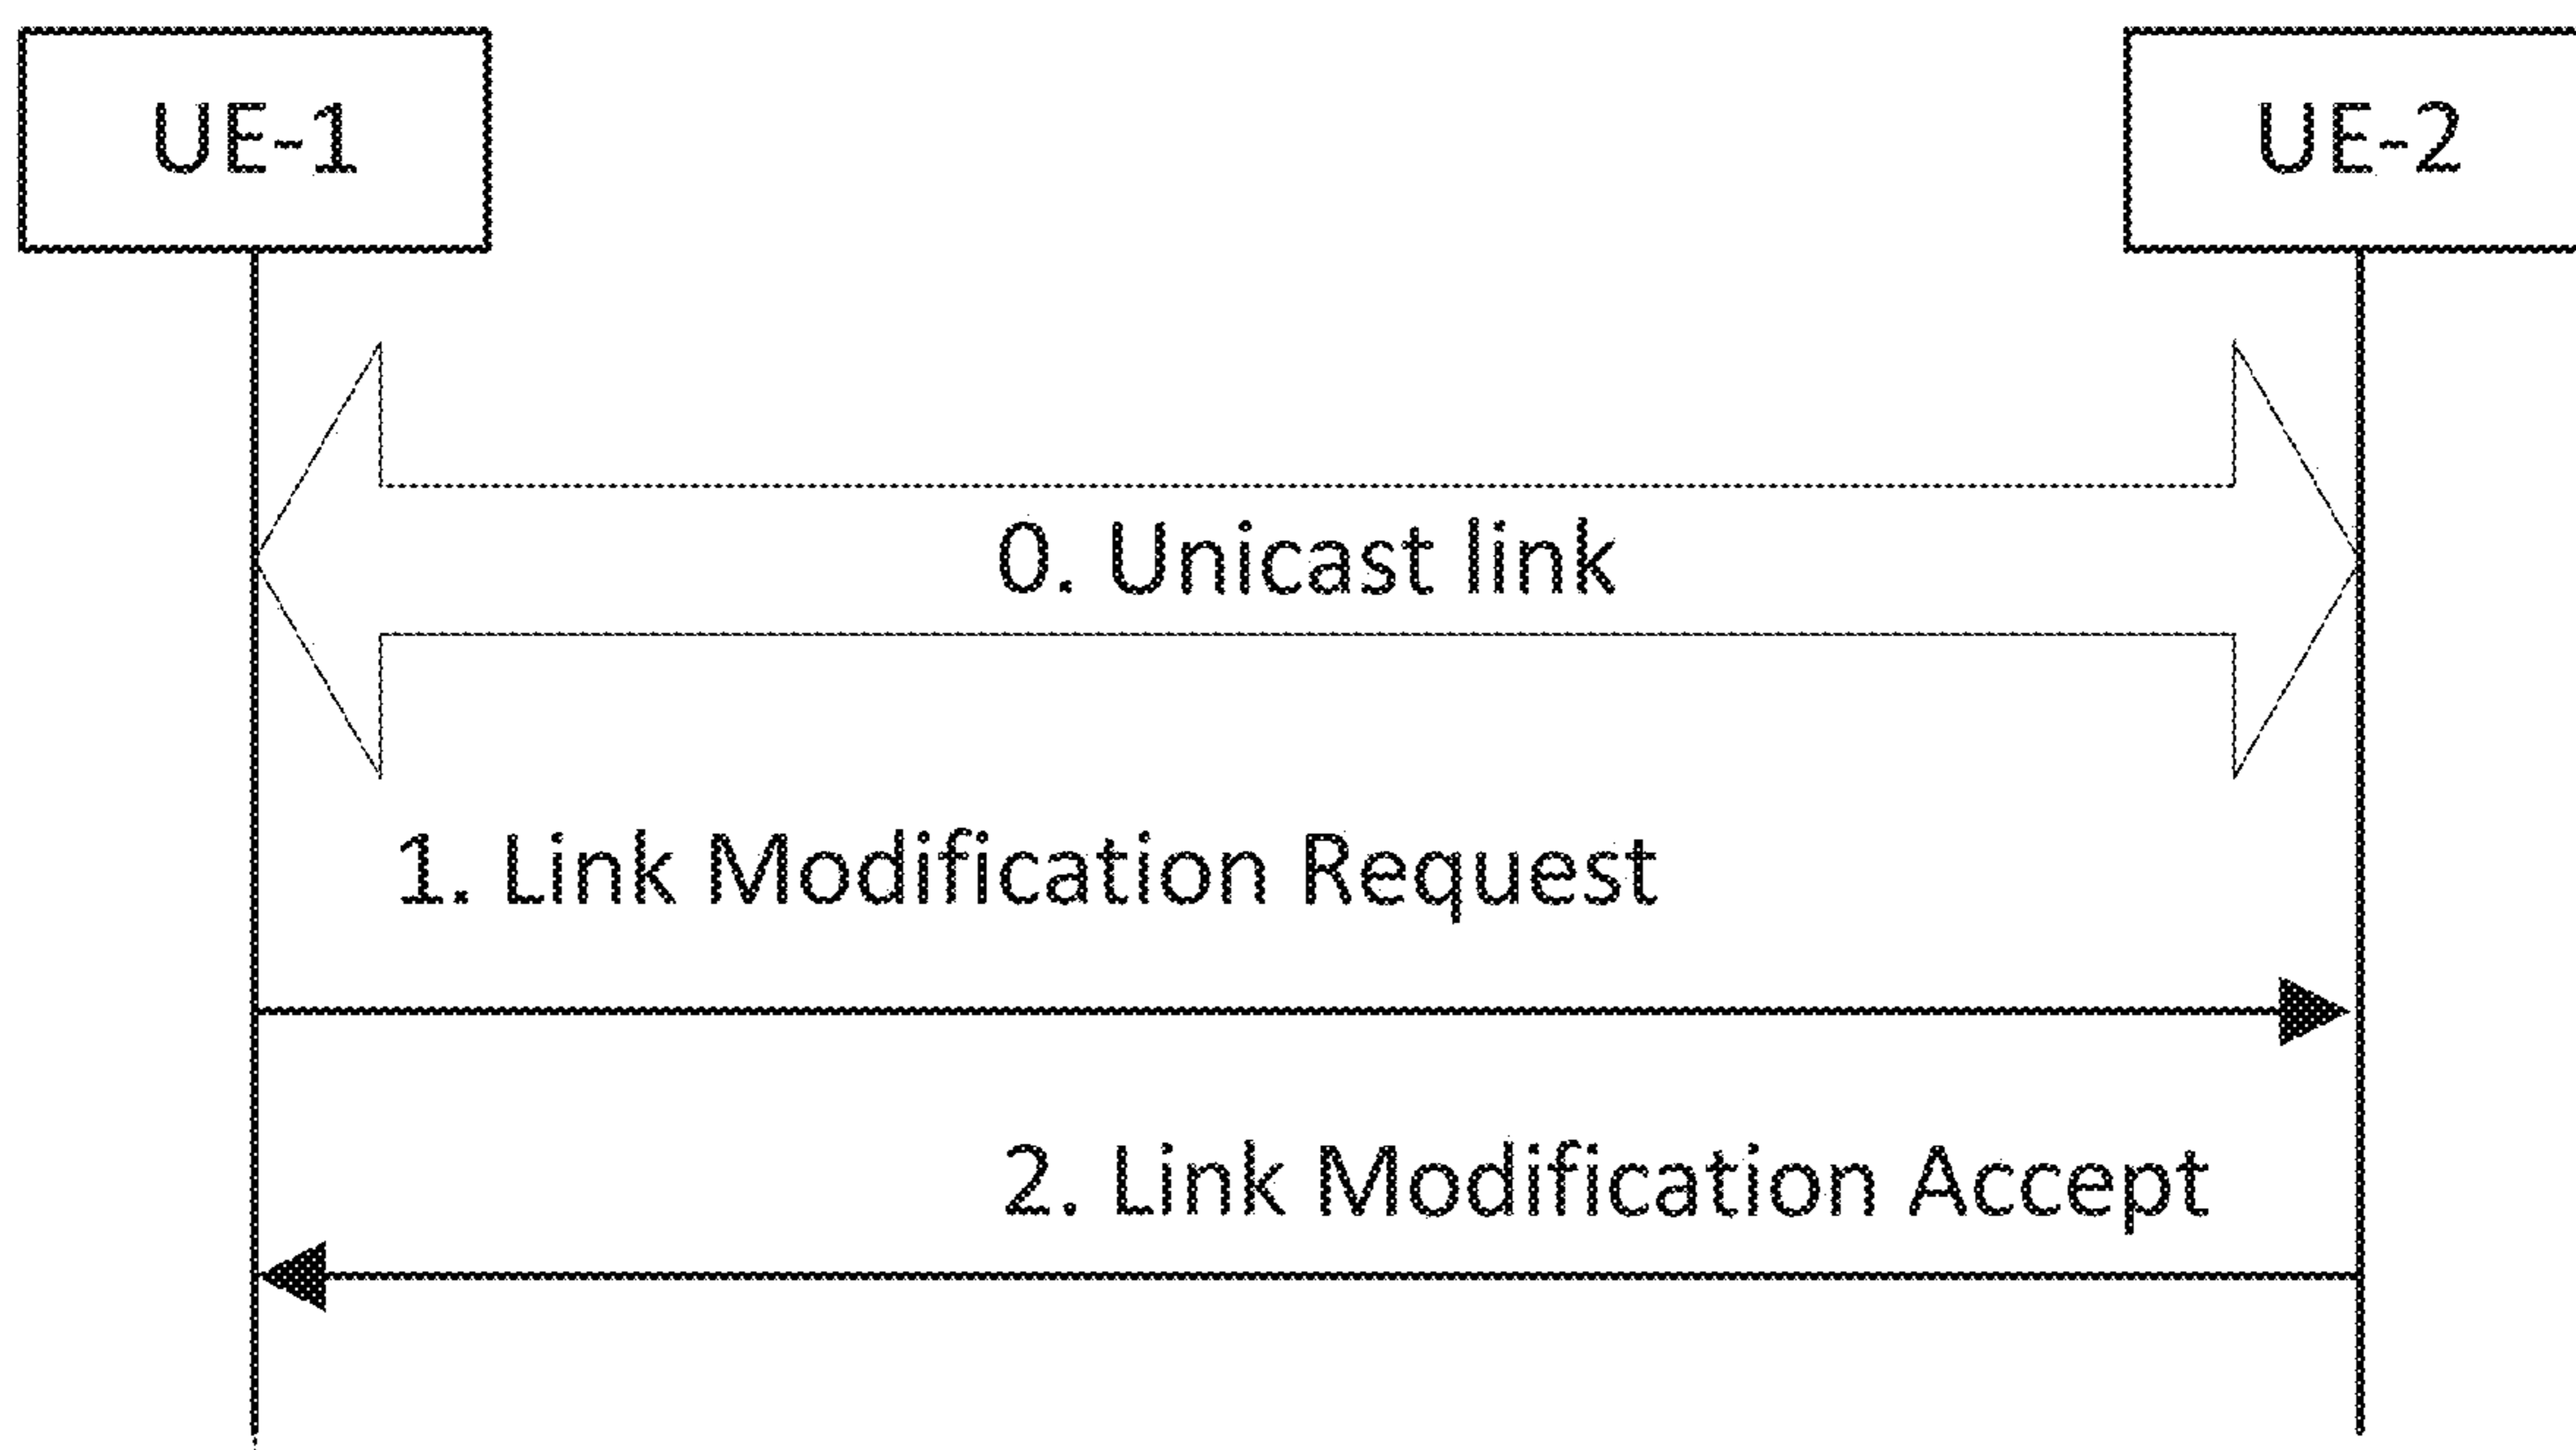 UE-1
UE-2
0. Unicast link
1. Link Modification Request
2. Link Modification Accept